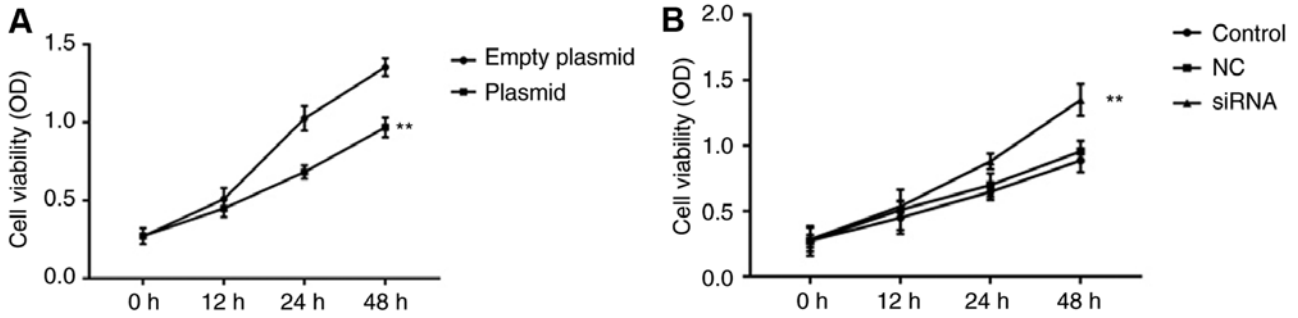 A
Cell viability (OD)
1.5
1.0
0.5
0.0
0 h 12 h 24 h 48 h
Empty plasmid
Plasmid
**
B
Cell viability (OD)
2.0
1.5
1.0
0.5
0.0
0 h 12 h 24 h 48 h
Control
NC
siRNA
**